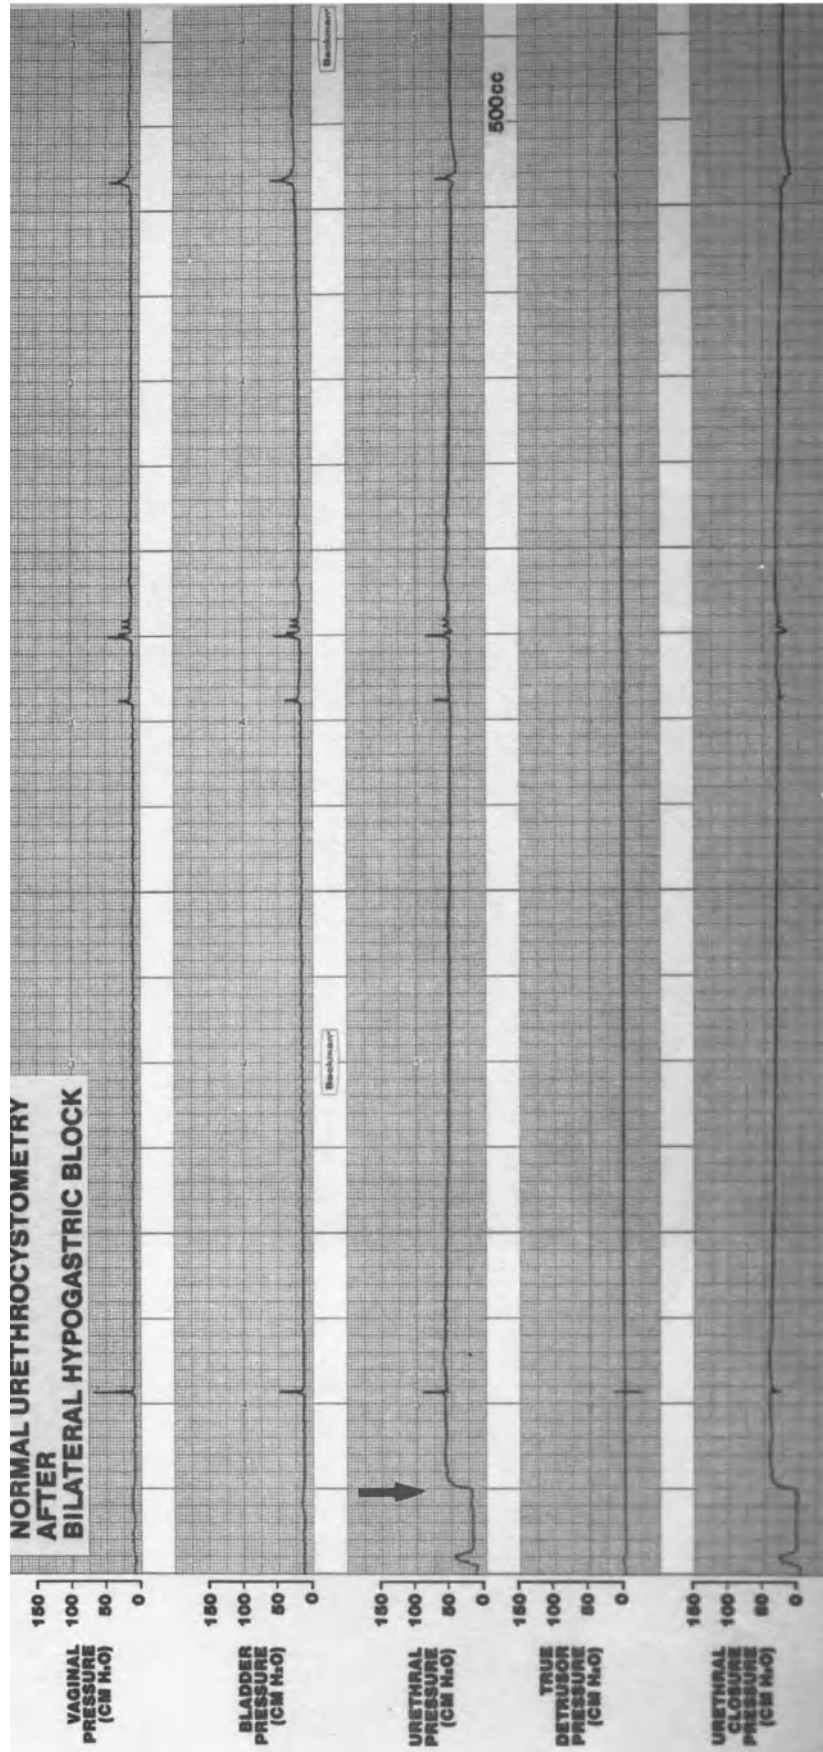 NORMAL URETHROCYSTOMETRY
AFTER
BILATERAL HYPOGASTRIC BLOCK
Beckman
Beckman
500cc
150
100
50
0
VAGINAL
PRESSURE
(CM H₂O)
150
100
50
0
BLADDER
PRESSURE
(CM H₂O)
150
100
50
0
URETHRAL
PRESSURE
(CM H₂O)
150
100
50
0
TRUE
DETRUSOR
PRESSURE
(CM H₂O)
150
100
50
0
URETHRAL
CLOSURE
PRESSURE
(CM H₂O)